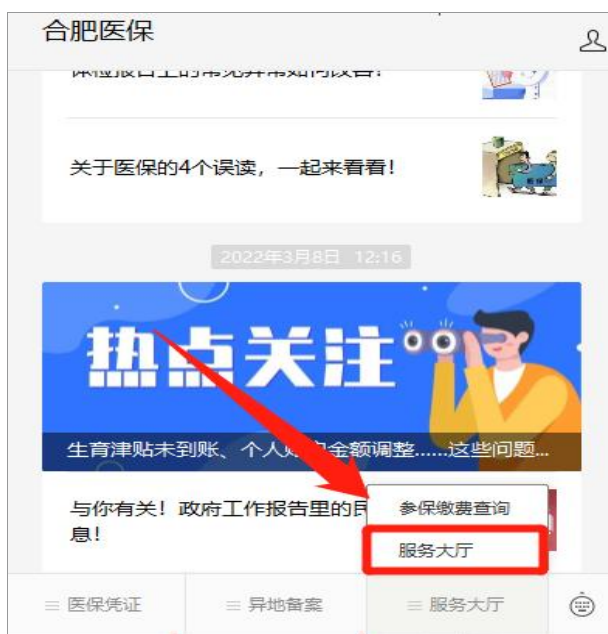 合肥医保
关于医保的4个误读，一起来看看！
2022年3月8日 12:16
热点关注
生育津贴未到账、个人账户金额调整......这些问题...
与你有关！政府工作报告里的民
息！
参保缴费查询
服务大厅
医保凭证
异地备案
服务大厅